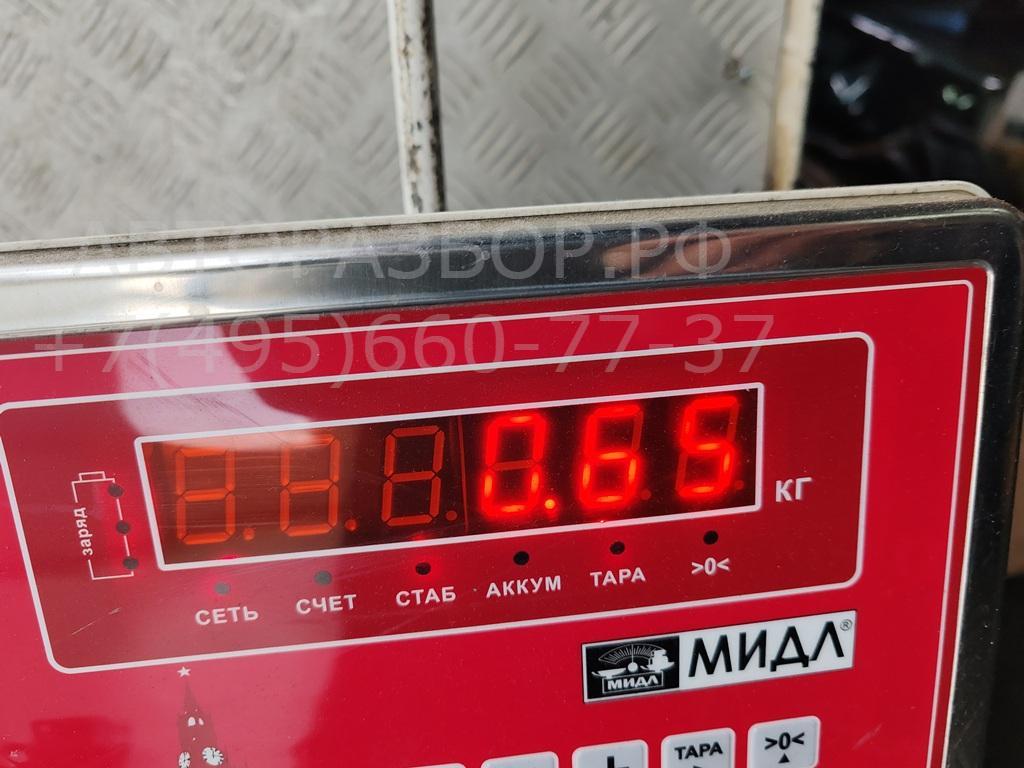 АВТОРАЗБОР.РФ
+7(495)660-77-37
0.65
КГ
заряд
СЕТЬ СЧЕТ СТАБ АККУМ ТАРА >0<
МИДЛ МИДЛ®
ТАРА >0<